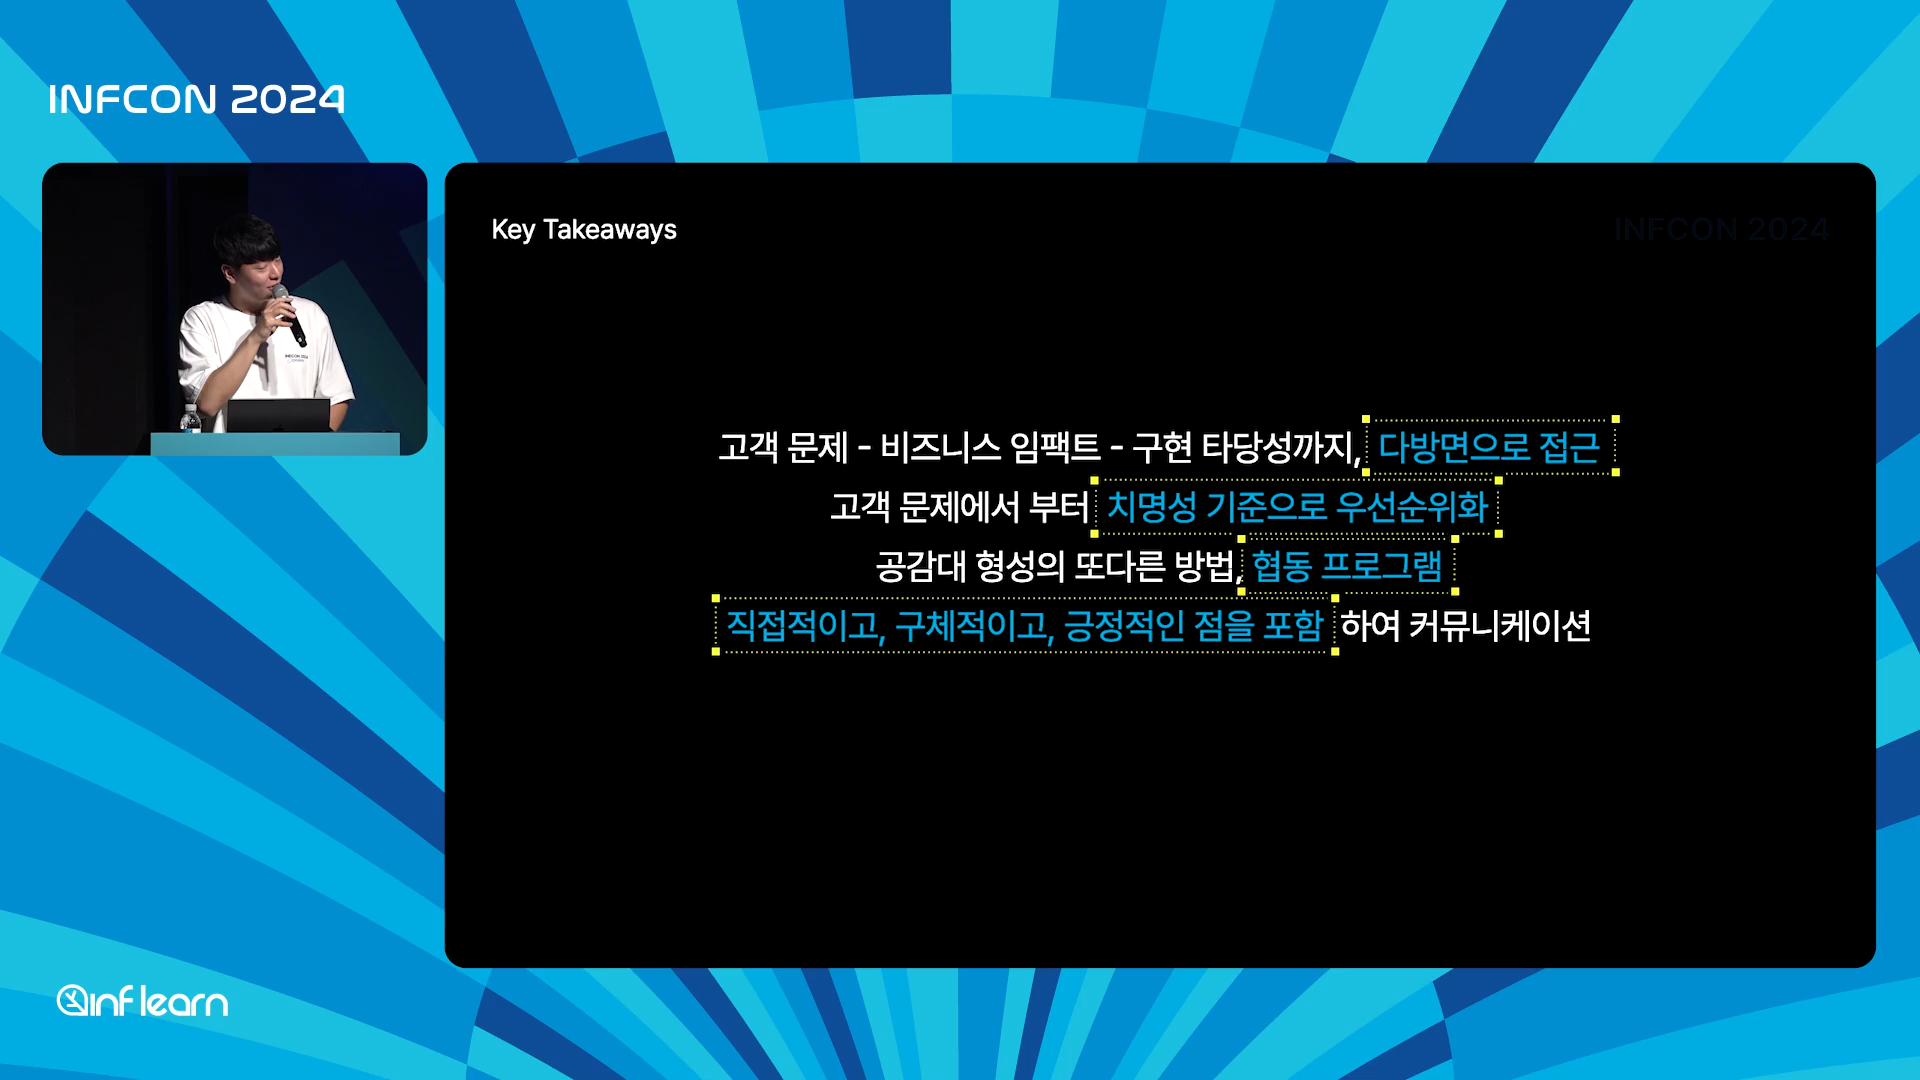 INFCON 2024
Key Takeaways
INFCON 2024
고객 문제 - 비즈니스 임팩트 - 구현 타당성까지, 다방면으로 접근
고객 문제에서 부터 치명성 기준으로 우선순위화
공감대 형성의 또다른 방법, 협동 프로그램
직접적이고, 구체적이고, 긍정적인 점을 포함 하여 커뮤니케이션
INFCON 2024
inflearn